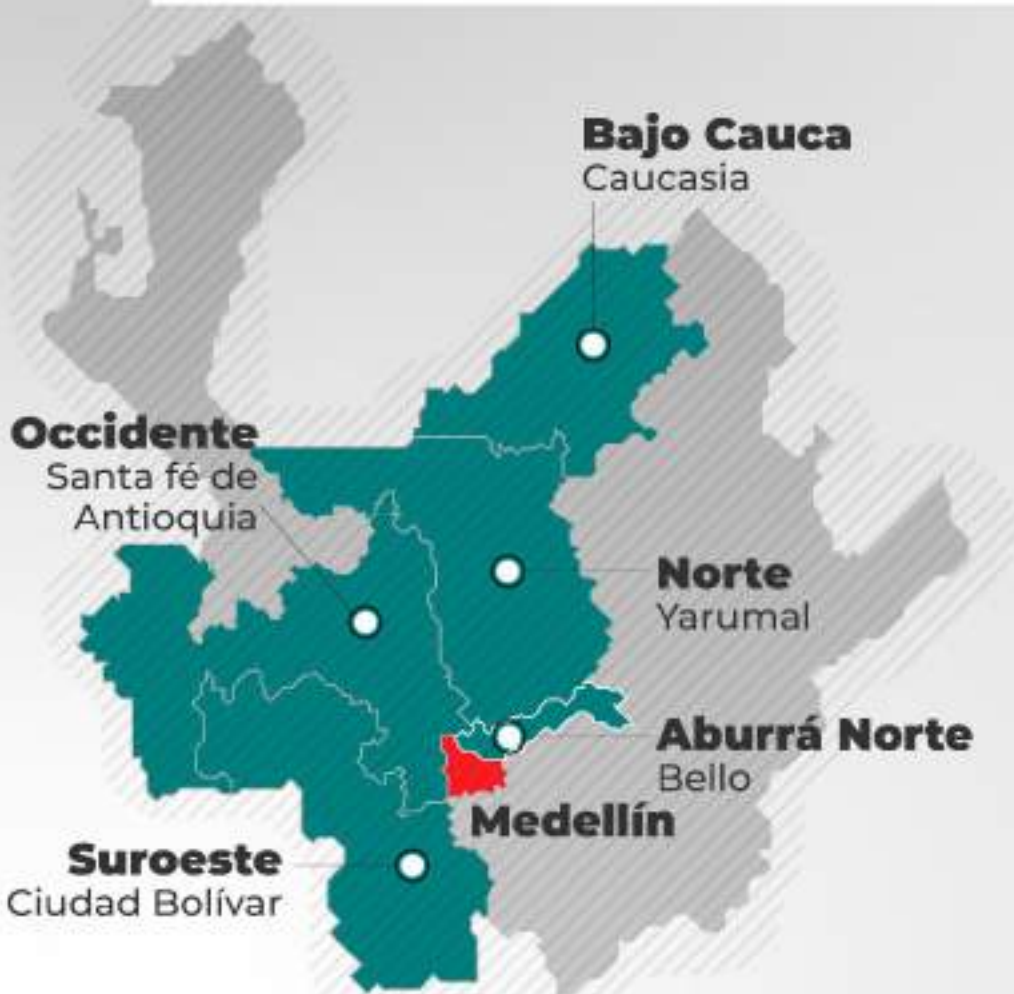 Bajo Cauca
Caucasia
Occidente
Santa fé de
Antioquia
Norte
Yarumal
Aburrá Norte
Bello
Medellín
Suroeste
Ciudad Bolívar